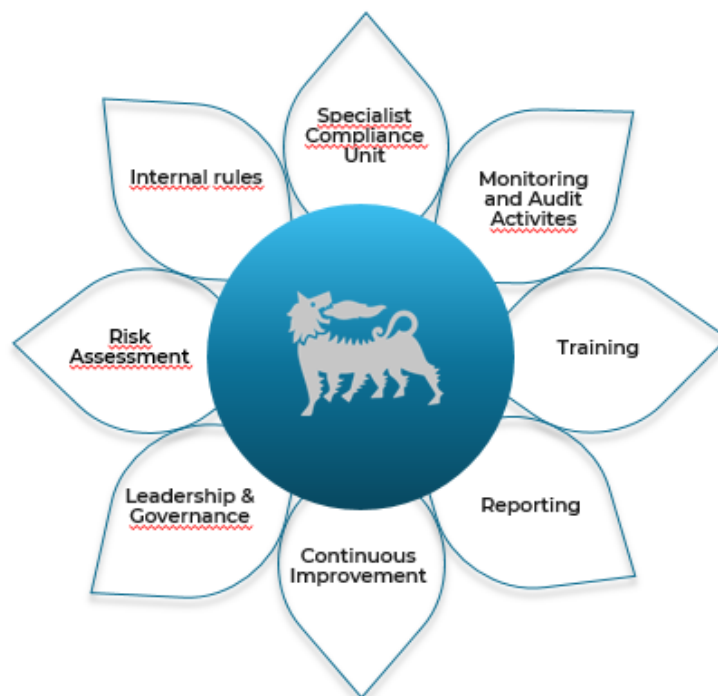 Specialist
Compliance
Unit
Monitoring
and Audit
Activites
Training
Reporting
Continuous
Improvement
Leadership &
Governance
Risk
Assessment
Internal rules